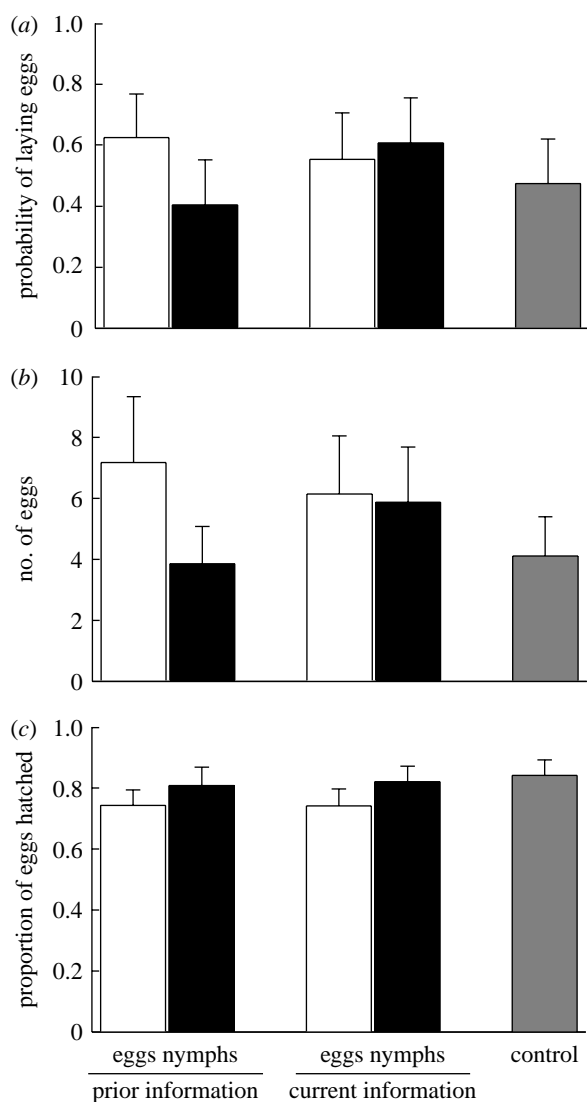 (a)
1.0
0.8
0.6
0.4
0.2
0
probability of laying eggs
(b)
10
8
6
4
2
0
no. of eggs
(c)
1.0
0.8
0.6
0.4
0.2
0
proportion of eggs hatched
eggs nymphs eggs nymphs control
prior information current information